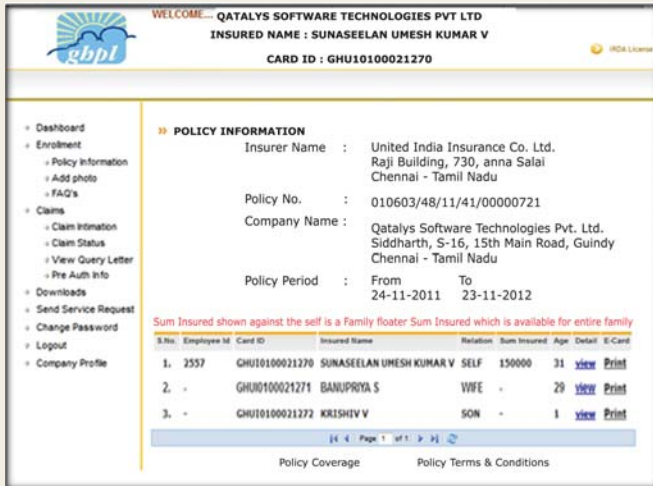 WELCOME... QATALYS SOFTWARE TECHNOLOGIES PVT LTD
INSURED NAME : SUNASEELAN UMESH KUMAR V
CARD ID : GHU10100021270
gbpl
IRDA License
Dashboard
Enrollment
Policy Information
Add photo
FAQ's
Claims
Claim Intimation
Claim Status
View Query Letter
Pre Auth Info
Downloads
Send Service Request
Change Password
Logout
Company Profile
POLICY INFORMATION
Insurer Name : United India Insurance Co. Ltd.
Raji Building, 730, anna Salai
Chennai - Tamil Nadu
Policy No. : 010603/48/11/41/00000721
Company Name : Qatalys Software Technologies Pvt. Ltd.
Siddharth, S-16, 15th Main Road, Guindy
Chennai - Tamil Nadu
Policy Period : From To
24-11-2011 23-11-2012
Sum Insured shown against the self is a Family floater Sum Insured which is available for entire family
S.No. Employee Id Card ID Insured Name Relation Sum Insured Age Detail E-Card
1. 2557 GHUI0100021270 SUNASEELAN UMESH KUMAR V SELF 150000 31 view Print
2. - GHUI0100021271 BANUPRIYA S WIFE - 29 view Print
3. - GHUI0100021272 KRISHIV V SON - 1 view Print
Page 1 of 1
Policy Coverage Policy Terms & Conditions